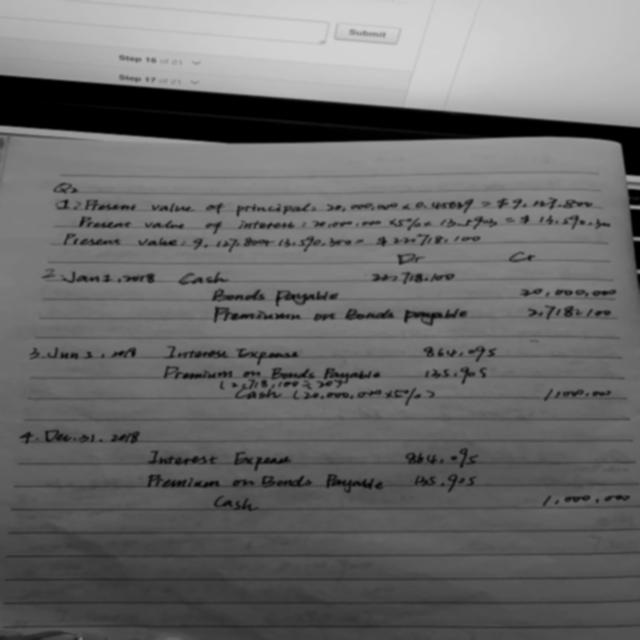 Submit
Step 16 of 21
Step 17 of 21
Q2
1. Present value of principal: 20,000,000 x 0.45639 = $9,127,800
Present value of interest: 20,000,000 x 5% x 13.5903 = $13,590,300
Present value: 9,127,800 13,590,300 = $22,718,100
Dr Cr
2. Jan 1, 2018 Cash 22,718,100
Bonds Payable 20,000,000
Premium on Bonds payable 2,718,100
3. Jun 1, 2018 Interest Expense 864,095
Premium on Bonds Payable 135,905
(2,718,100 ÷ 20)
Cash (20,000,000 x 5%) 1,000,000
4. Dec. 31, 2018
Interest Expense 864,095
Premium on Bonds Payable 135,905
Cash 1,000,000